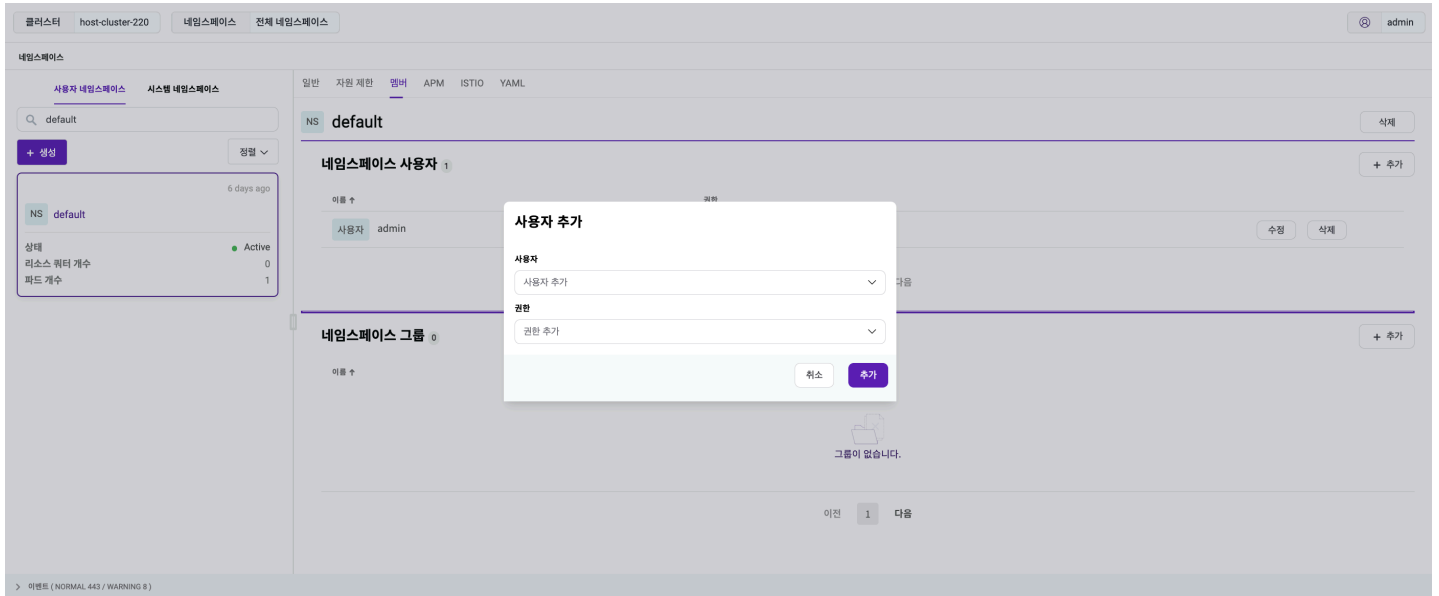 클러스터 host-cluster-220 네임스페이스 전체 네임스페이스 admin
네임스페이스
사용자 네임스페이스 시스템 네임스페이스
default
+ 생성 정렬
6 days ago
NS default
상태 Active
리소스 쿼터 개수 0
파드 개수 1
일반 자원 제한 멤버 APM ISTIO YAML
NS default 삭제
네임스페이스 사용자 1 + 추가
이름 ↑ 권한
사용자 admin 수정 삭제
다음
사용자 추가
사용자
사용자 추가
권한
권한 추가
취소 추가
네임스페이스 그룹 0 + 추가
이름 ↑
그룹이 없습니다.
이전 1 다음
이벤트 ( NORMAL 443 / WARNING 8 )